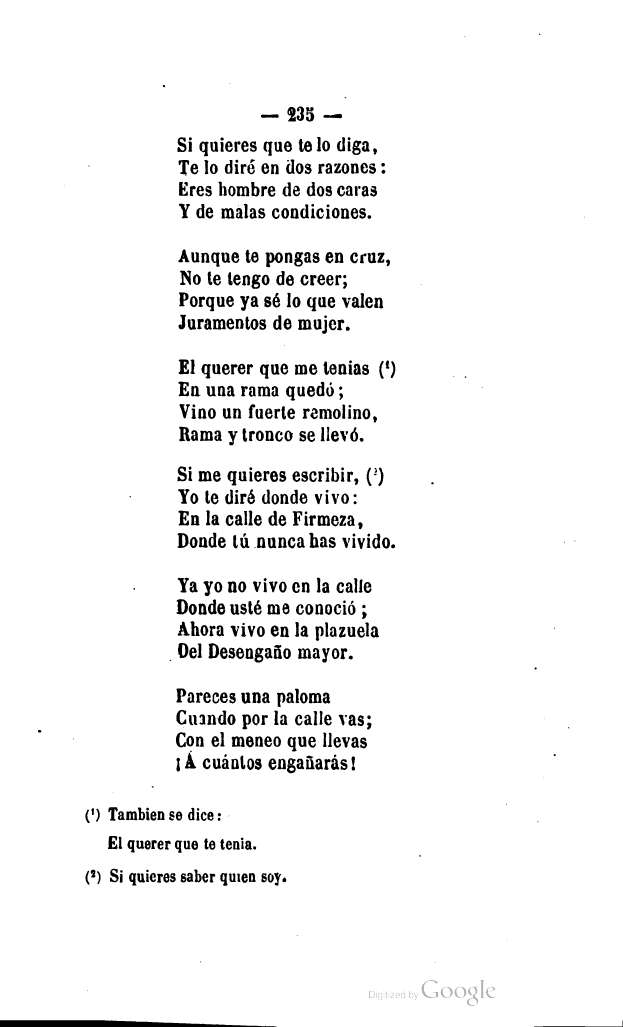 — 235 —
Si quieres que te lo diga,
Te lo diré en dos razones:
Eres hombre de dos caras
Y de malas condiciones.
Aunque te pongas en cruz,
No te tengo de creer;
Porque ya sé lo que valen
Juramentos de mujer.
El querer que me tenias (¹)
En una rama quedó;
Vino un fuerte remolino,
Rama y tronco se llevó.
Si me quieres escribir, (²)
Yo te diré donde vivo:
En la calle de Firmeza,
Donde tú nunca has vivido.
Ya yo no vivo en la calle
Donde usté me conoció;
Ahora vivo en la plazuela
Del Desengaño mayor.
Pareces una paloma
Cuando por la calle vas;
Con el meneo que llevas
¡Á cuántos engañarás!
(¹) Tambien se dice:
El querer que te tenia.
(²) Si quieres saber quien soy.
Digitized by Google